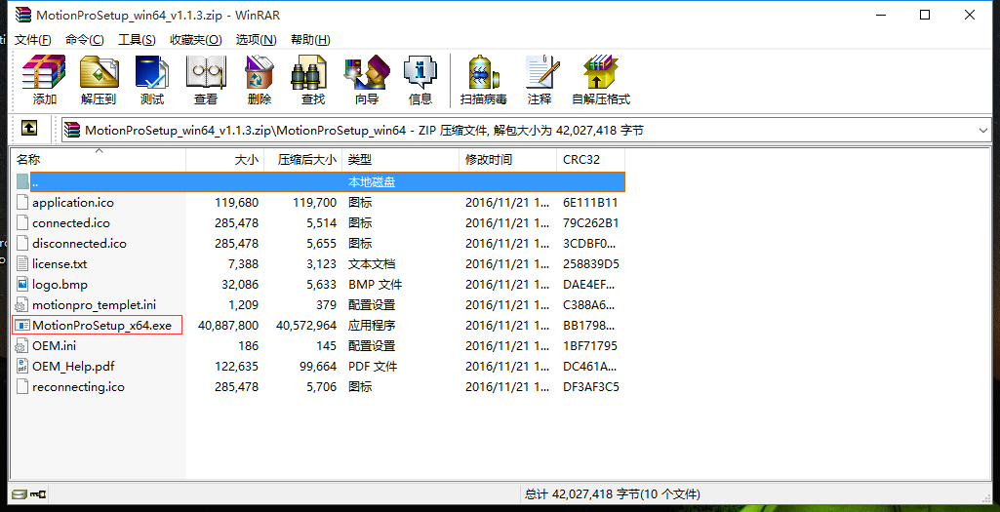 MotionProSetup_win64_v1.1.3.zip - WinRAR
文件(F) 命令(C) 工具(S) 收藏夹(O) 选项(N) 帮助(H)
添加 解压到 测试 查看 删除 查找 向导 信息 扫描病毒 注释 自解压格式
MotionProSetup_win64_v1.1.3.zip\MotionProSetup_win64 - ZIP 压缩文件, 解包大小为 42,027,418 字节
名称 大小 压缩后大小 类型 修改时间 CRC32
.. 本地磁盘
application.ico 119,680 119,700 图标 2016/11/21 1... 6E111B11
connected.ico 285,478 5,514 图标 2016/11/21 1... 79C262B1
disconnected.ico 285,478 5,655 图标 2016/11/21 1... 3CDBF0...
license.txt 7,388 3,123 文本文档 2016/11/21 1... 258839D5
logo.bmp 32,086 5,633 BMP 文件 2016/11/21 1... DAE4EF...
motionpro_templet.ini 1,209 379 配置设置 2016/11/21 1... C388A6...
MotionProSetup_x64.exe 40,887,800 40,572,964 应用程序 2016/11/21 1... BB1798...
OEM.ini 186 145 配置设置 2016/11/21 1... 1BF71795
OEM_Help.pdf 122,635 99,664 PDF 文件 2016/11/21 1... DC461A...
reconnecting.ico 285,478 5,706 图标 2016/11/21 1... DF3AF3C5
总计 42,027,418 字节(10 个文件)